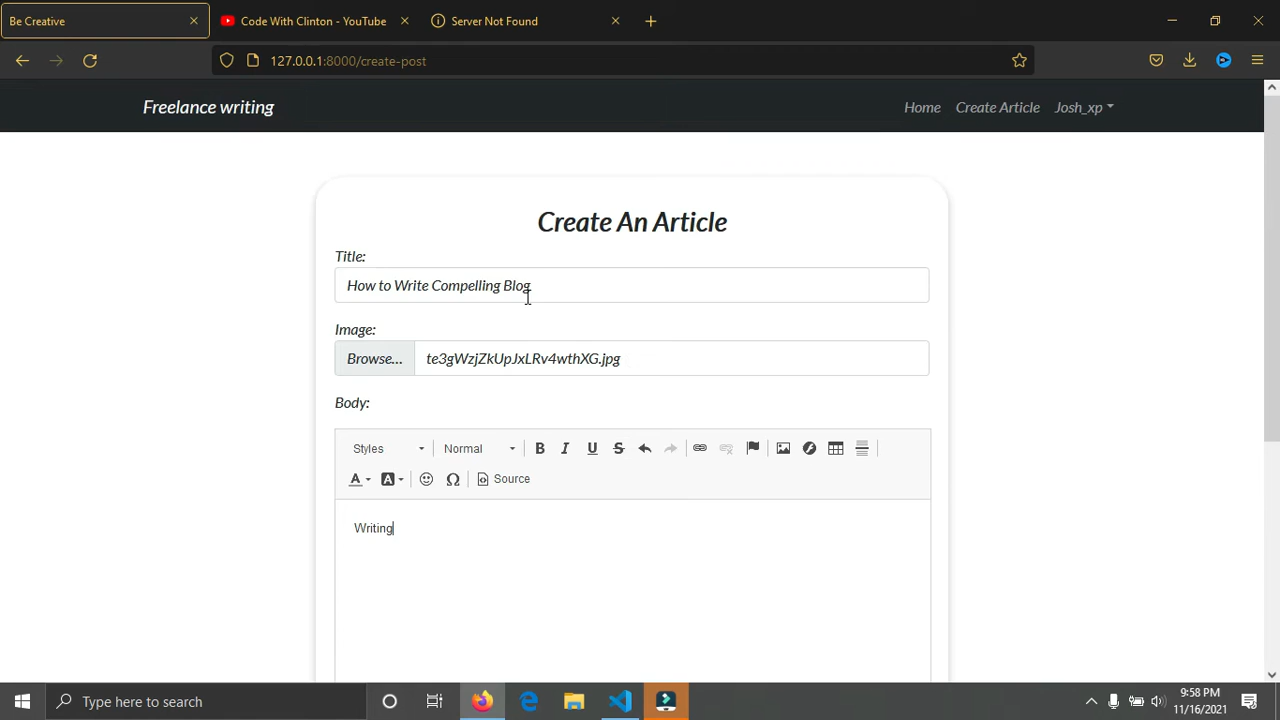 Be Creative
Code With Clinton - YouTube
Server Not Found
127.0.0.1:8000/create-post
Freelance writing
Home Create Article Josh_xp
Create An Article
Title:
How to Write Compelling Blog
Image:
Browse... te3gWzjZkUpJxLRv4wthXG.jpg
Body:
Styles Normal B I U S
A A Ω Source
Writing
Type here to search
9:58 PM
11/16/2021